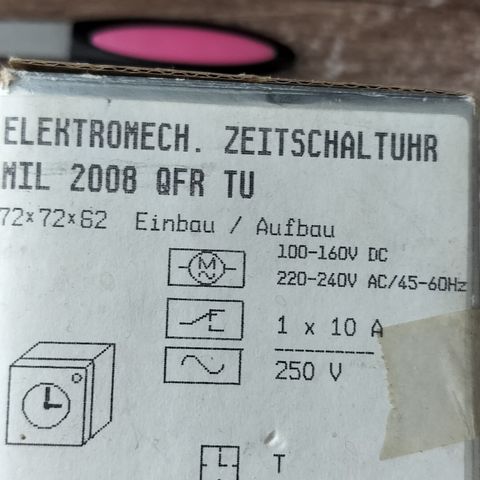 ELEKTROMECH. ZEITSCHALTUHR
MIL 2008 QFR TU
72×72×62 Einbau / Aufbau
M
100-160V DC
220-240V AC/45-60Hz
1 x 10 A
250 V
T